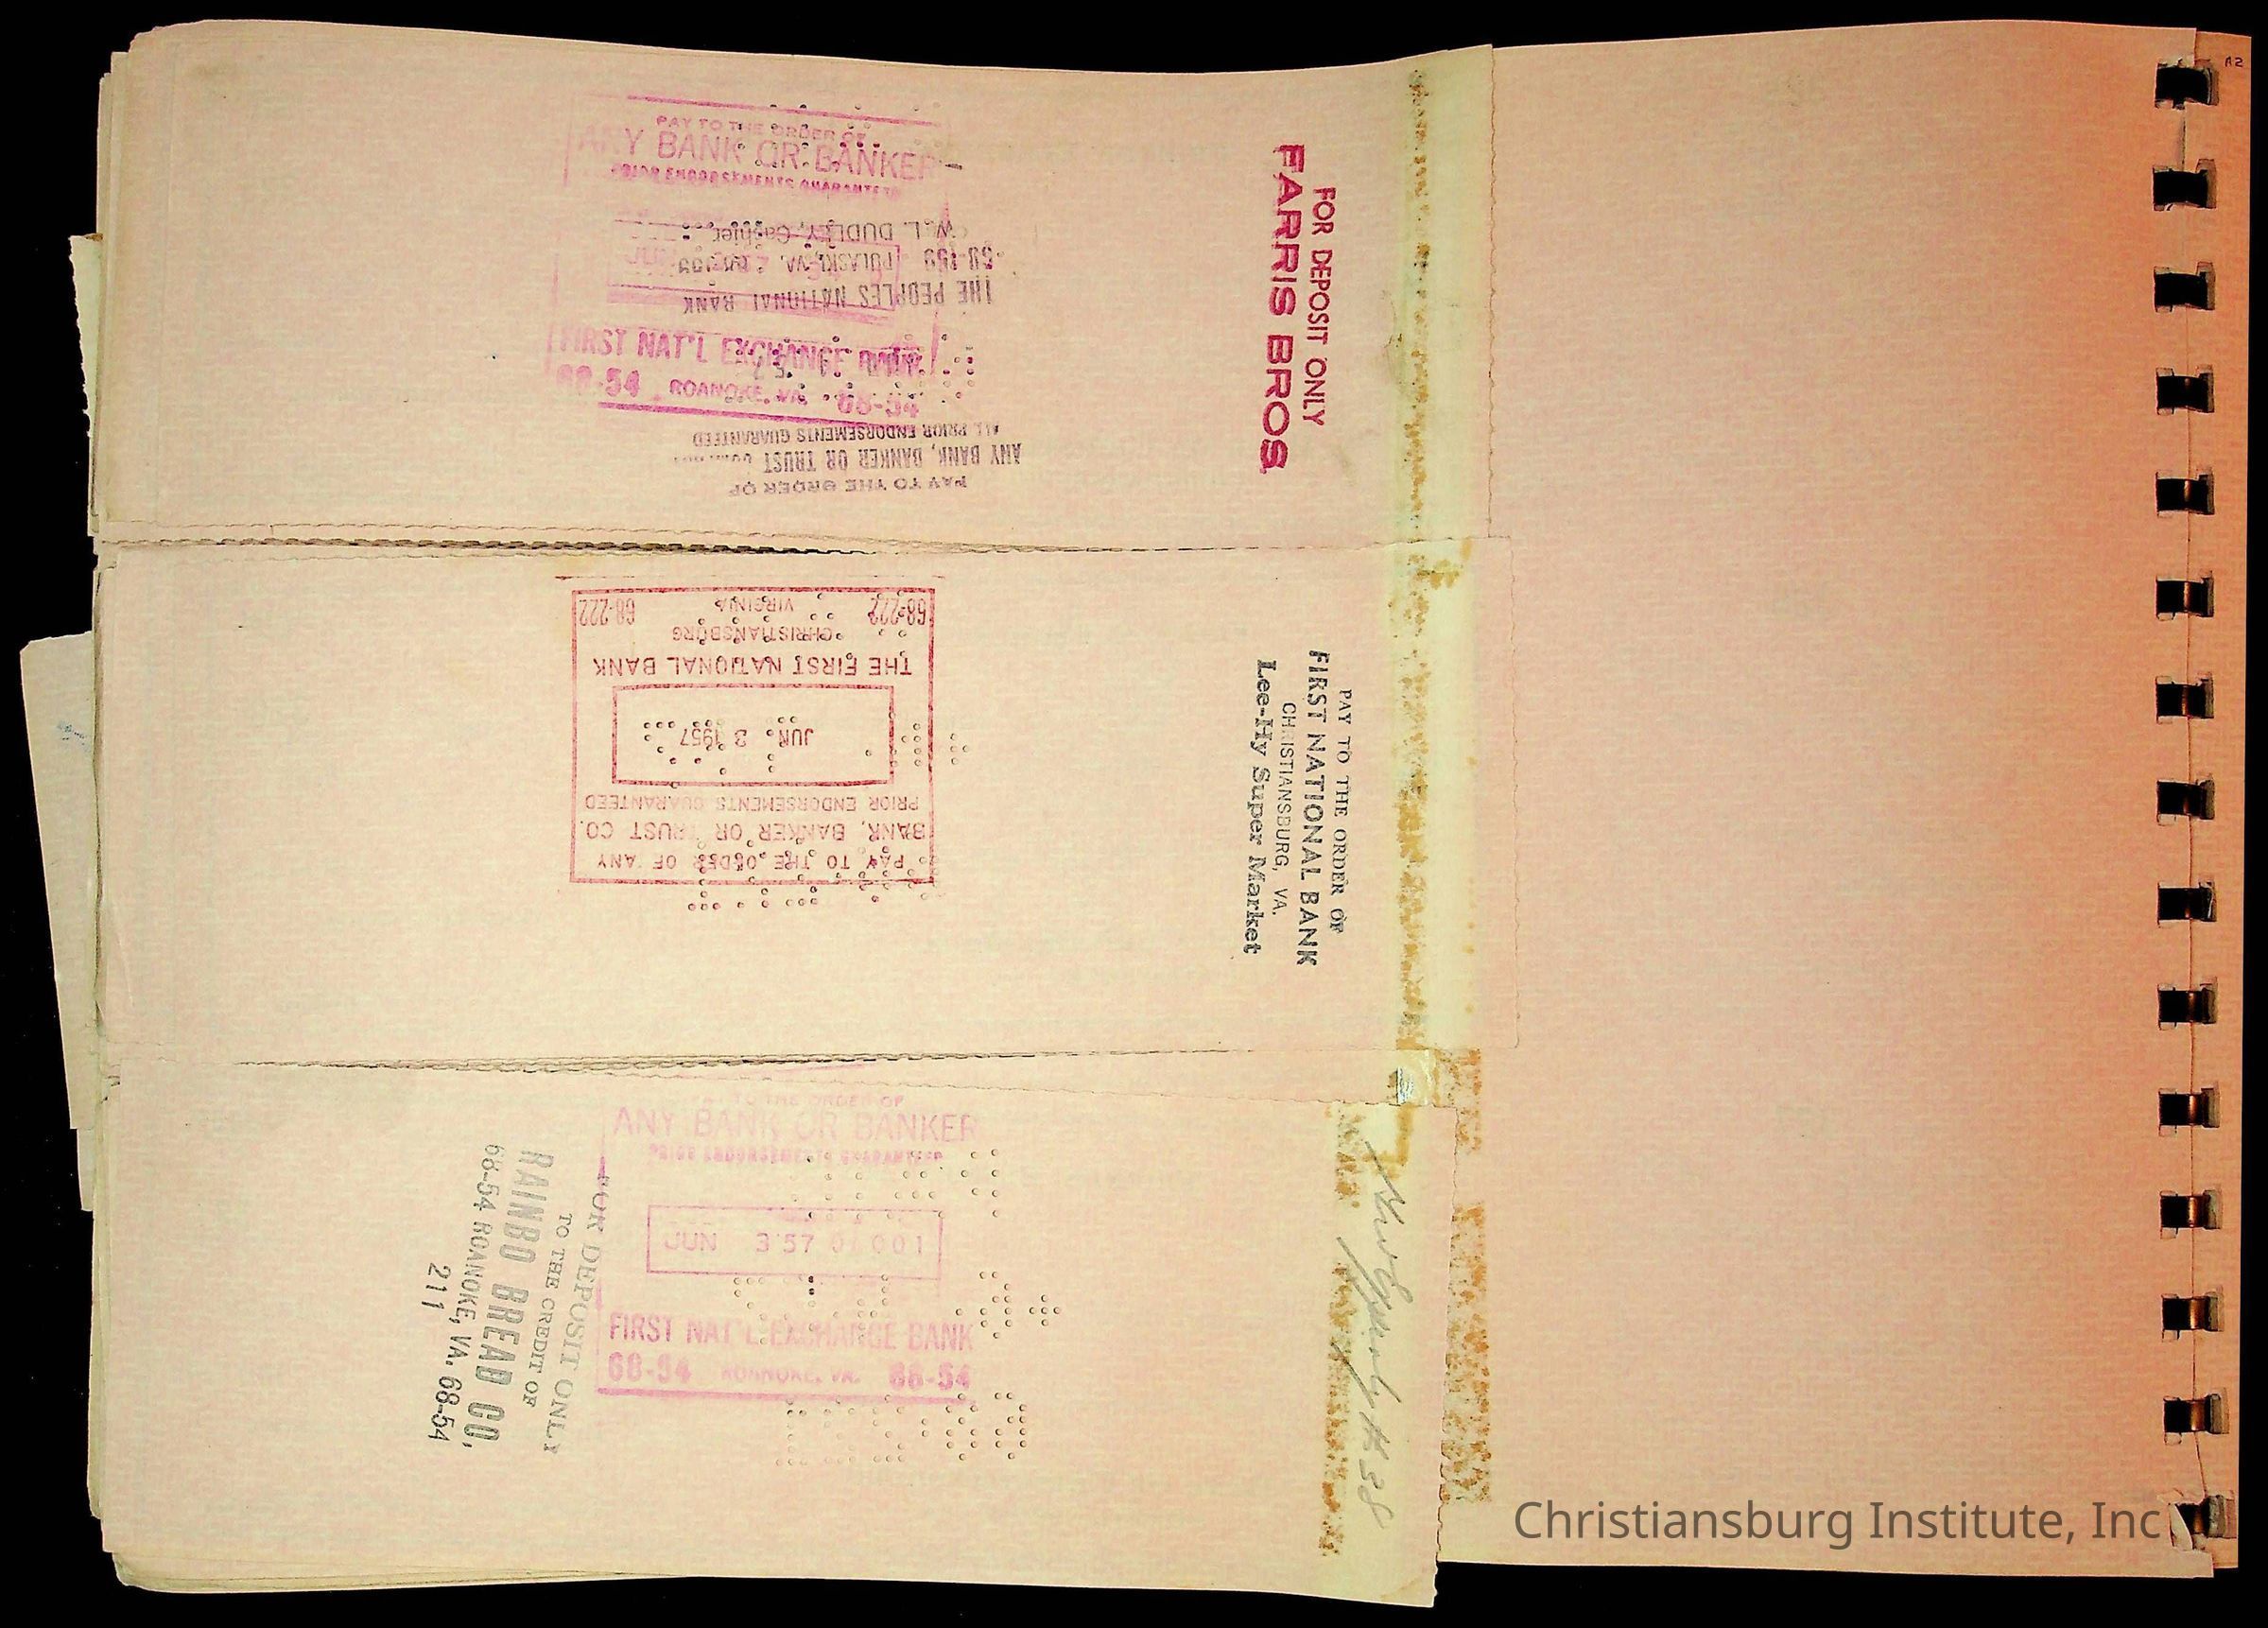 PAY TO THE ORDER OF
ANY BANK OR BANKER
PRIOR ENDORSEMENTS GUARANTEED
FIRST NAT'L EXCHANGE BANK
68-54 ROANOKE, VA. 68-54
PAY TO THE ORDER OF
ANY BANK, BANKER OR TRUST
ALL PRIOR ENDORSEMENTS GUARANTEED
THE PEOPLES NATIONAL BANK
68-159 PULASKI, VA.
W. L. DUDLEY, Cashier
FOR DEPOSIT ONLY
FARRIS BROS.
PAY TO THE ORDER OF ANY
BANK, BANKER OR TRUST CO.
PRIOR ENDORSEMENTS GUARANTEED
JUN 3 1957
THE FIRST NATIONAL BANK
CHRISTIANSBURG
68-222 VIRGINIA 68-222
PAY TO THE ORDER OF
FIRST NATIONAL BANK
CHRISTIANSBURG, VA.
Lee-Hy Super Market
TO THE ORDER OF
ANY BANK OR BANKER
PRIOR ENDORSEMENTS GUARANTEED
JUN 3 57 001
FIRST NAT'L EXCHANGE BANK
68-54 ROANOKE, VA. 68-54
FOR DEPOSIT ONLY
TO THE CREDIT OF
RAINBO BREAD CO.
68-54 ROANOKE, VA. 68-54
211
# 38
Christiansburg Institute, Inc